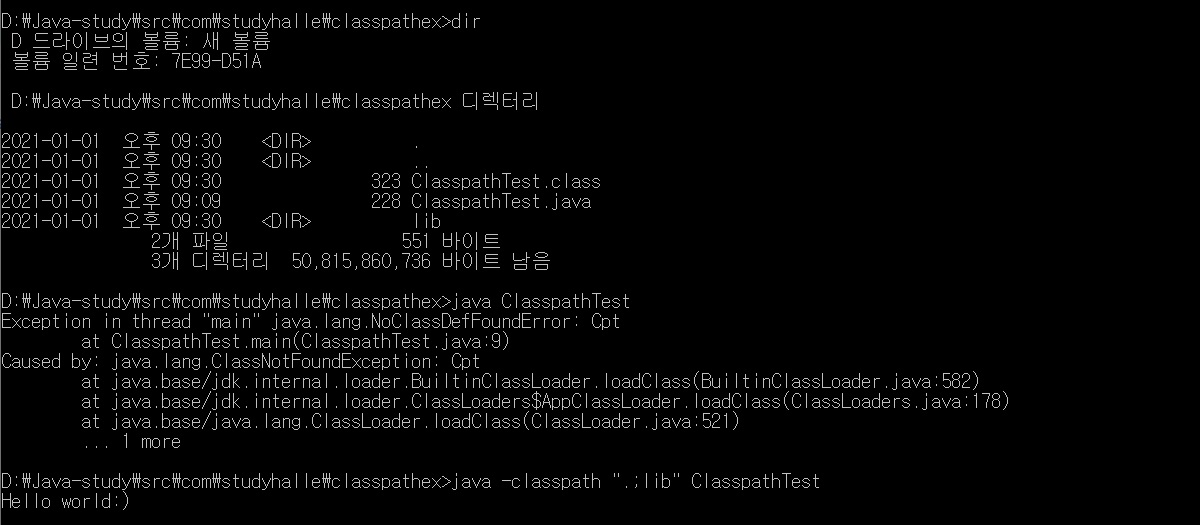 D:₩Java-study₩src₩com₩studyhalle₩classpathex>dir
 D 드라이브의 볼륨: 새 볼륨
 볼륨 일련 번호: 7E99-D51A

 D:₩Java-study₩src₩com₩studyhalle₩classpathex 디렉터리

2021-01-01  오후 09:30    <DIR>          .
2021-01-01  오후 09:30    <DIR>          ..
2021-01-01  오후 09:30               323 ClasspathTest.class
2021-01-01  오후 09:09               228 ClasspathTest.java
2021-01-01  오후 09:30    <DIR>          lib
               2개 파일                 551 바이트
               3개 디렉터리  50,815,860,736 바이트 남음

D:₩Java-study₩src₩com₩studyhalle₩classpathex>java ClasspathTest
Exception in thread "main" java.lang.NoClassDefFoundError: Cpt
        at ClasspathTest.main(ClasspathTest.java:9)
Caused by: java.lang.ClassNotFoundException: Cpt
        at java.base/jdk.internal.loader.BuiltinClassLoader.loadClass(BuiltinClassLoader.java:582)
        at java.base/jdk.internal.loader.ClassLoaders$AppClassLoader.loadClass(ClassLoaders.java:178)
        at java.base/java.lang.ClassLoader.loadClass(ClassLoader.java:521)
        ... 1 more

D:₩Java-study₩src₩com₩studyhalle₩classpathex>java -classpath ".;lib" ClasspathTest
Hello world:)